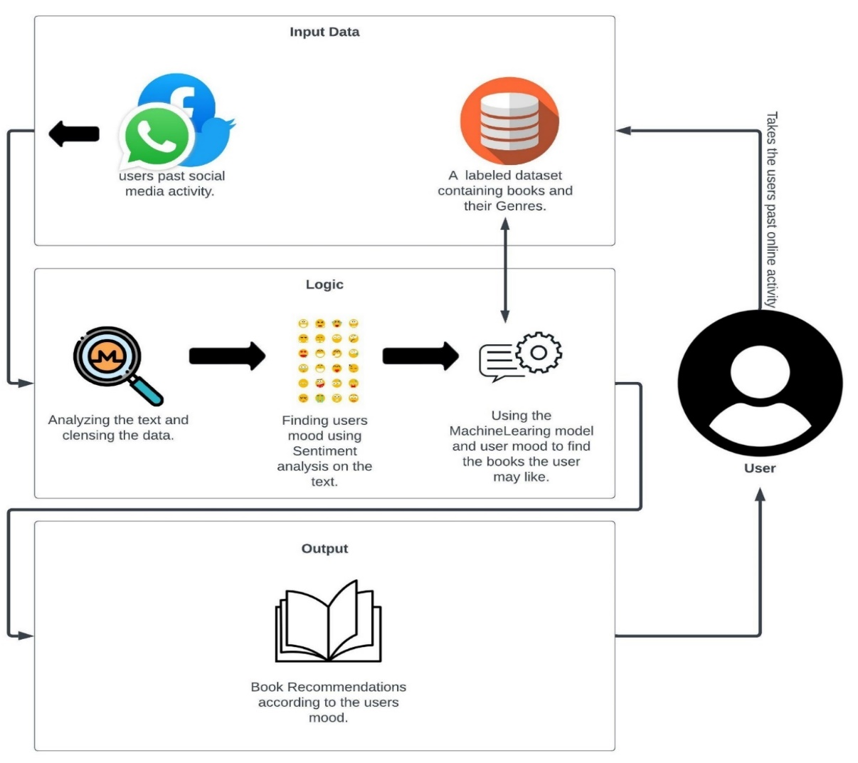 Input Data
users past social
media activity.
A labeled dataset
containing books and
their Genres.
Takes the users past online activity
Logic
Analyzing the text and
clensing the data.
Finding users
mood using
Sentiment
analysis on the
text.
Using the
MachineLearing model
and user mood to find
the books the user
may like.
User
Output
Book Recommendations
according to the users
mood.